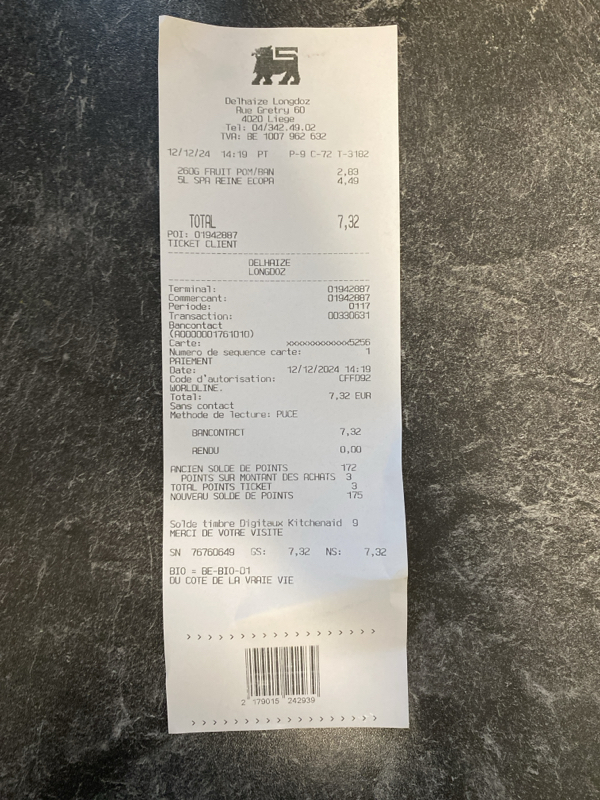 Delhaize Longdoz
Rue Gretry 60
4020 Liege
Tel: 04/342.49.02
TVA: BE 1007 962 632
12/12/24 14:19 PT P-9 C-72 T-3182
260G FRUIT POM/BAN 2,83
5L SPA REINE ECOPA 4,49
TOTAL 7,32
POI: 01942887
TICKET CLIENT
DELHAIZE
LONGDOZ
Terminal: 01942887
Commercant: 01942887
Periode: 0117
Transaction: 00330631
Bancontact
(A0000001761010)
Carte: xxxxxxxxxxxxx5256
Numero de sequence carte: 1
PAIEMENT
Date: 12/12/2024 14:19
Code d'autorisation: CFF092
WORLDLINE.
Total: 7,32 EUR
Sans contact
Methode de lecture: PUCE
BANCONTACT 7,32
RENDU 0,00
ANCIEN SOLDE DE POINTS 172
POINTS SUR MONTANT DES ACHATS 3
TOTAL POINTS TICKET 3
NOUVEAU SOLDE DE POINTS 175
Solde timbre Digitaux Kitchenaid 9
MERCI DE VOTRE VISITE
SN 76760649 GS: 7,32 NS: 7,32
BIO = BE-BIO-01
DU COTE DE LA VRAIE VIE
2 179015 242939